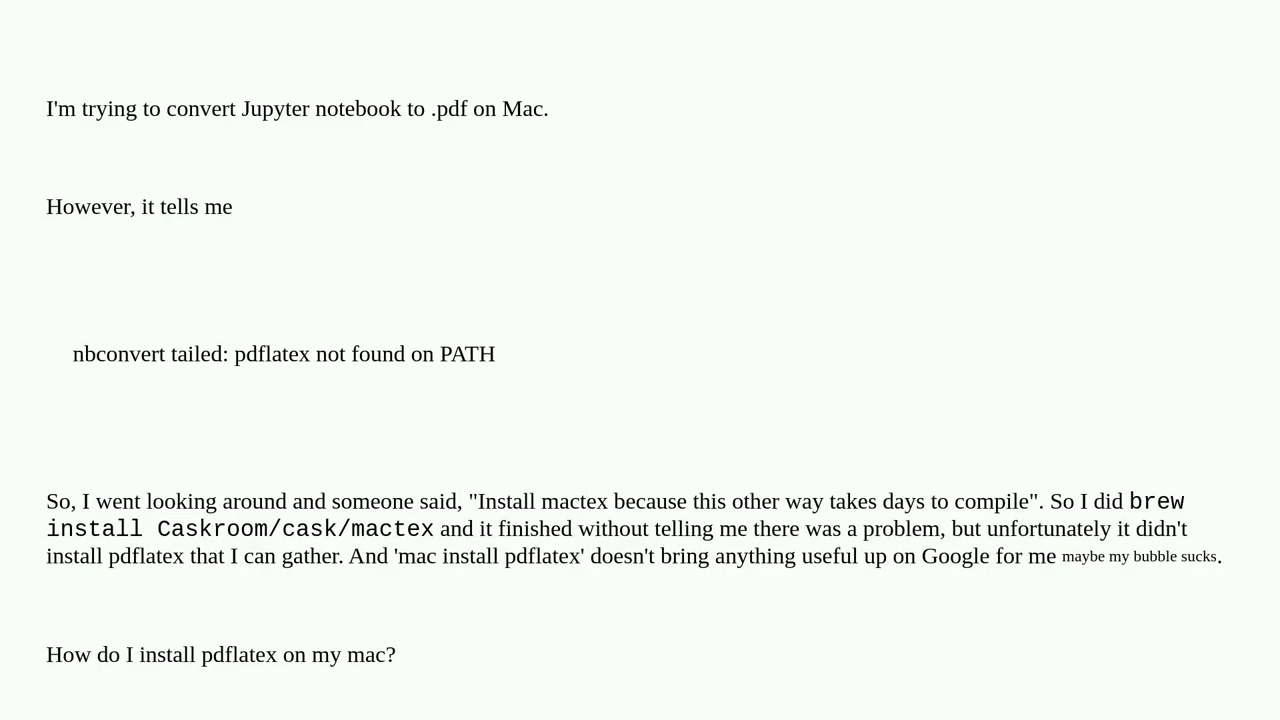 I'm trying to convert Jupyter notebook to .pdf on Mac.
However, it tells me
nbconvert tailed: pdflatex not found on PATH
So, I went looking around and someone said, "Install mactex because this other way takes days to compile". So I did brew
install Caskroom/cask/mactex and it finished without telling me there was a problem, but unfortunately it didn't
install pdflatex that I can gather. And 'mac install pdflatex' doesn't bring anything useful up on Google for me maybe my bubble sucks.
How do I install pdflatex on my mac?